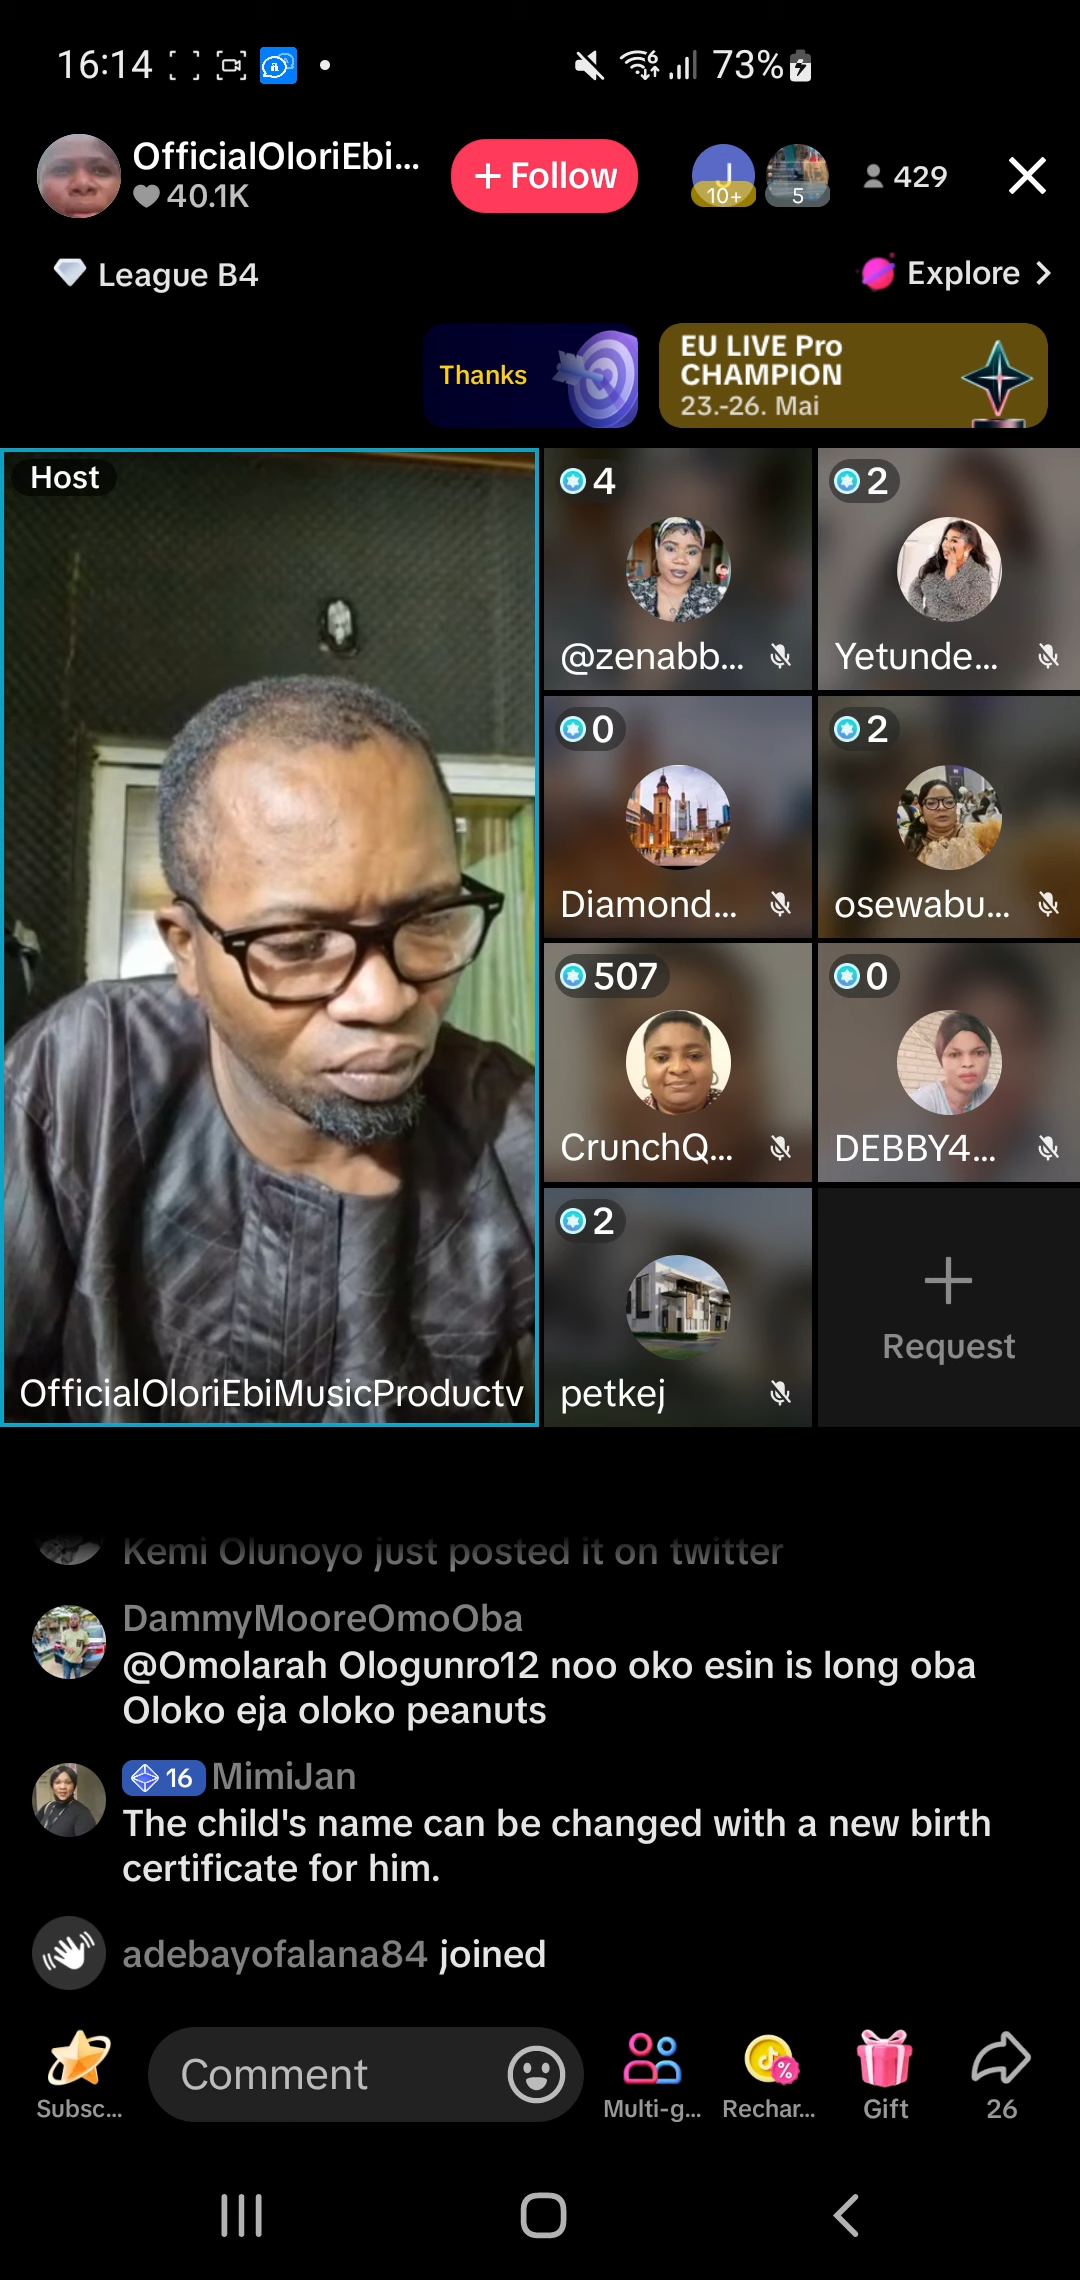 16:14
73%
OfficialOloriEbi...
40.1K
+ Follow
J
10+
5
429
League B4
Explore
Thanks
EU LIVE Pro
CHAMPION
23.-26. Mai
Host
4
@zenabb...
2
Yetunde...
0
Diamond...
2
osewabu...
507
CrunchQ...
0
DEBBY4...
2
petkej
Request
OfficialOloriEbiMusicProductv
Kemi Olunoyo just posted it on twitter
DammyMooreOmoOba
@Omolarah Ologunro12 noo oko esin is long oba
Oloko eja oloko peanuts
16 MimiJan
The child's name can be changed with a new birth
certificate for him.
adebayofalana84 joined
Comment
Subsc...
Multi-g...
Rechar...
Gift
26